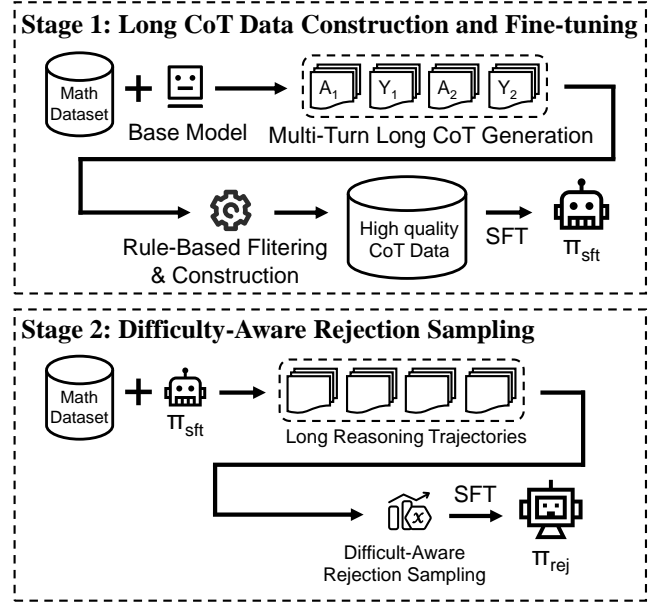 Stage 1: Long CoT Data Construction and Fine-tuning
Math
Dataset
Base Model
A1
Y1
A2
Y2
Multi-Turn Long CoT Generation
Rule-Based Flitering
& Construction
High quality
CoT Data
SFT
πsft
Stage 2: Difficulty-Aware Rejection Sampling
Math
Dataset
πsft
Long Reasoning Trajectories
x
Difficult-Aware
Rejection Sampling
SFT
πrej